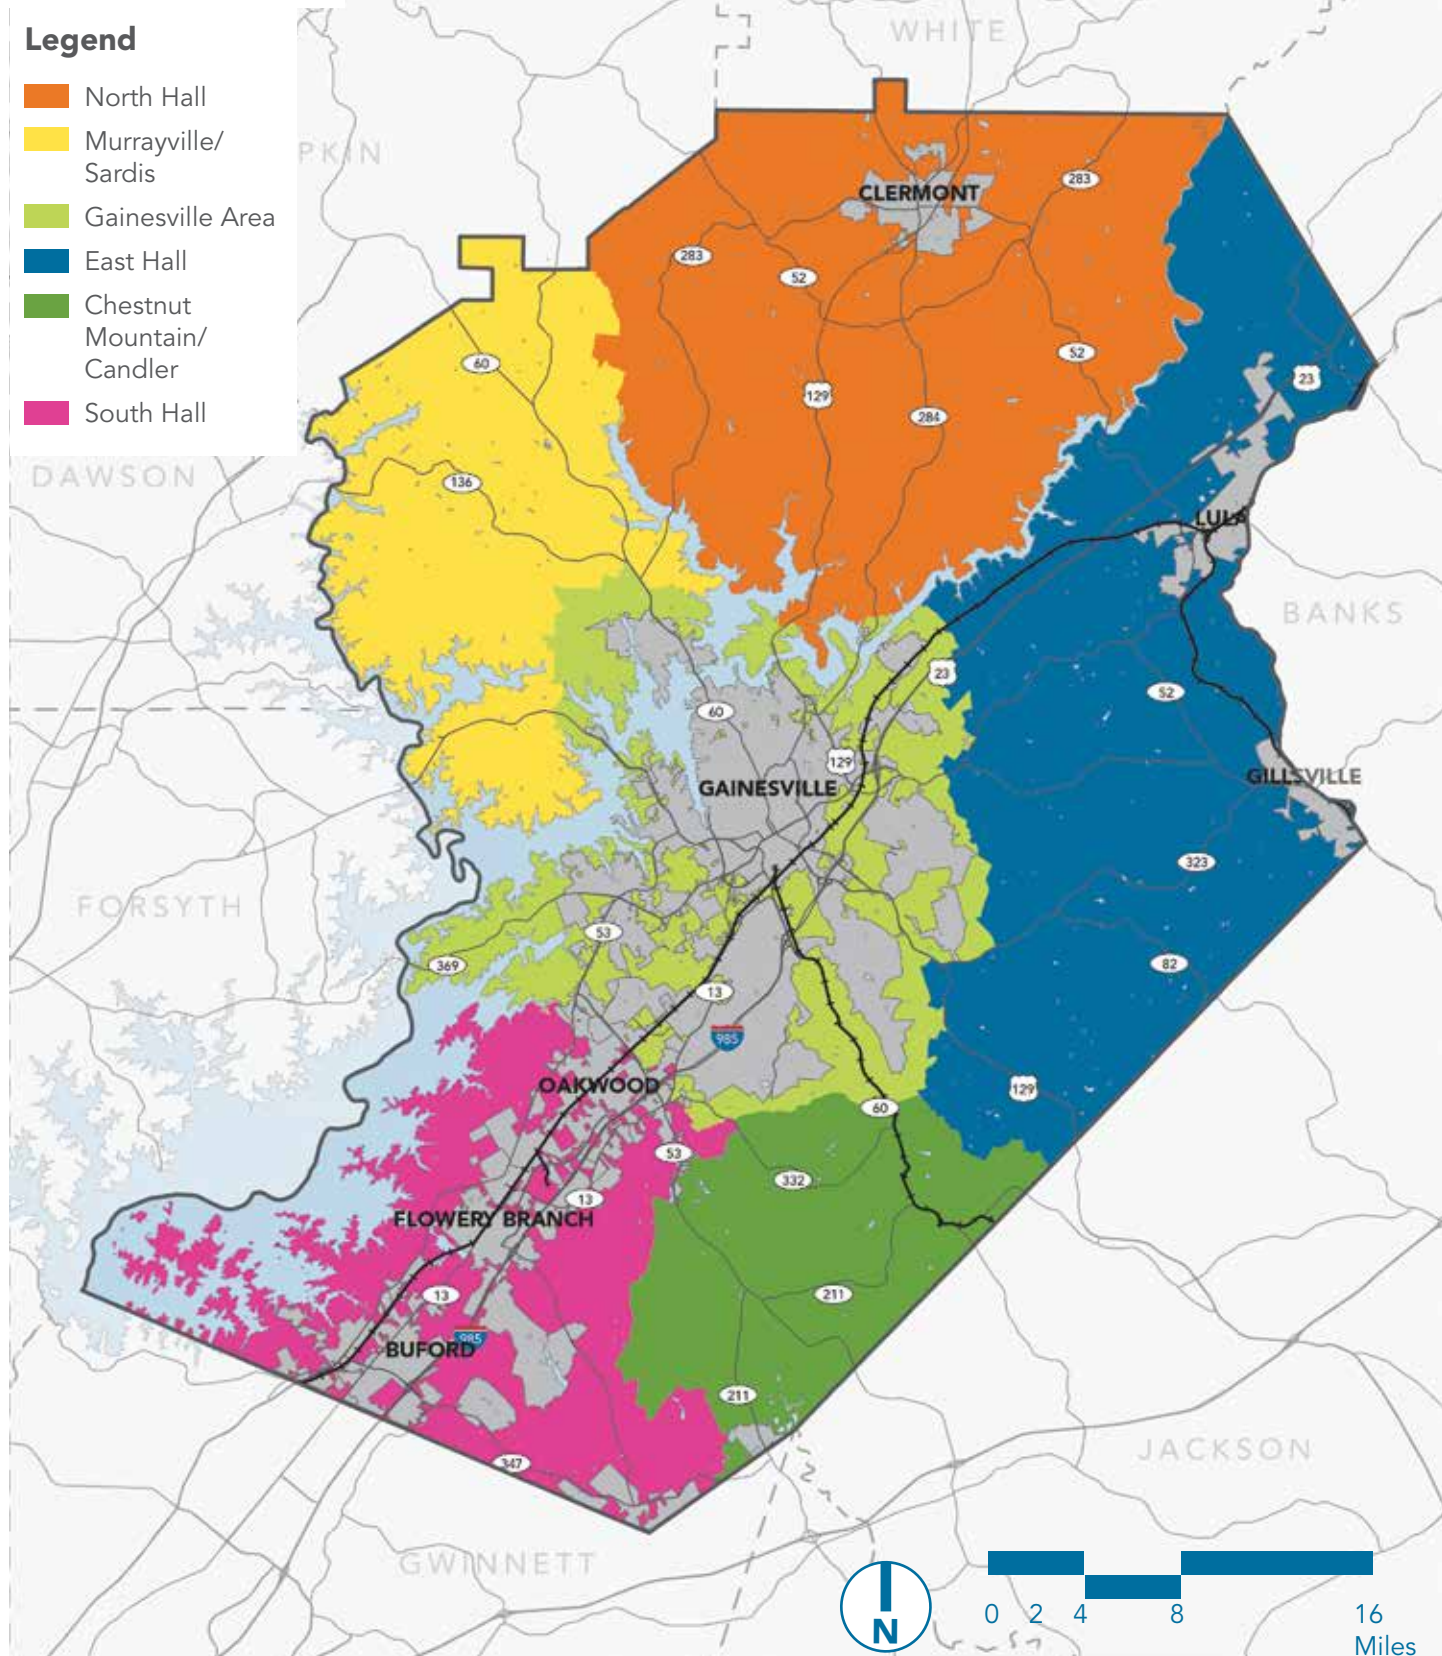 Legend
North Hall
Murrayville/
Sardis
Gainesville Area
East Hall
Chestnut
Mountain/
Candler
South Hall
WHITE
PKIN
CLERMONT
283
283
52
52
60
129
284
23
DAWSON
136
LULA
BANKS
23
52
60
129
GILLSVILLE
GAINESVILLE
323
FORSYTH
53
369
82
13
985
OAKWOOD
129
60
53
332
13
FLOWERY BRANCH
13
211
985
BUFORD
211
347
JACKSON
GWINNETT
N
0 2 4 8 16
Miles